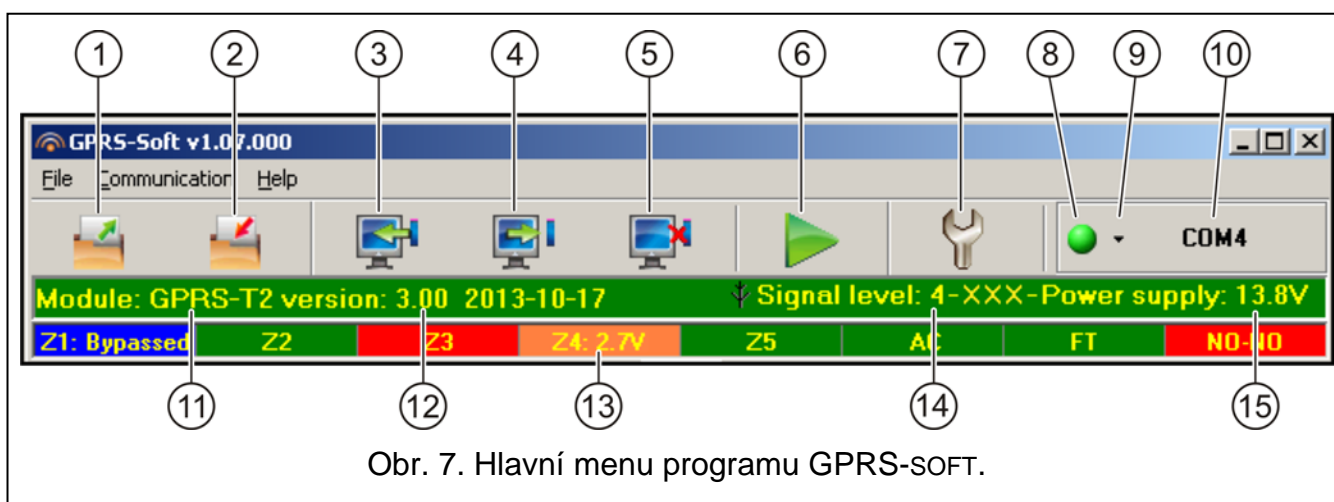 1 2 3 4 5 6 7 8 9 10
GPRS-Soft v1.07.000
File Communication Help
COM4
Module: GPRS-T2 version: 3.00 2013-10-17 Signal level: 4-XXX-Power supply: 13.8V
Z1: Bypassed Z2 Z3 Z4: 2.7V Z5 AC FT NO-NO
11 12 13 14 15
Obr. 7. Hlavní menu programu GPRS-SOFT.